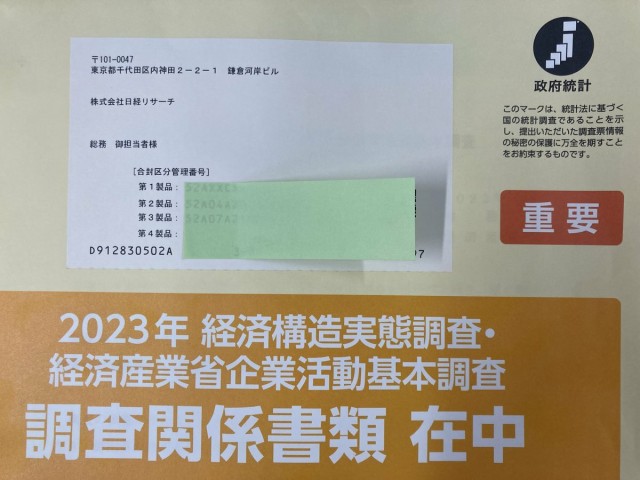 〒101-0047
東京都千代田区内神田2-2-1 鎌倉河岸ビル
株式会社日経リサーチ
総務 御担当者様
[合封区分管理番号]
第1製品:
第2製品:
第3製品:
第4製品:
D912830502A
政府統計
このマークは、統計法に基づく
国の統計調査であることを示
し、提出いただいた調査票情報
の秘密の保護に万全を期すこと
をお約束するものです。
重要
2023年 経済構造実態調査・
経済産業省企業活動基本調査
調査関係書類 在中